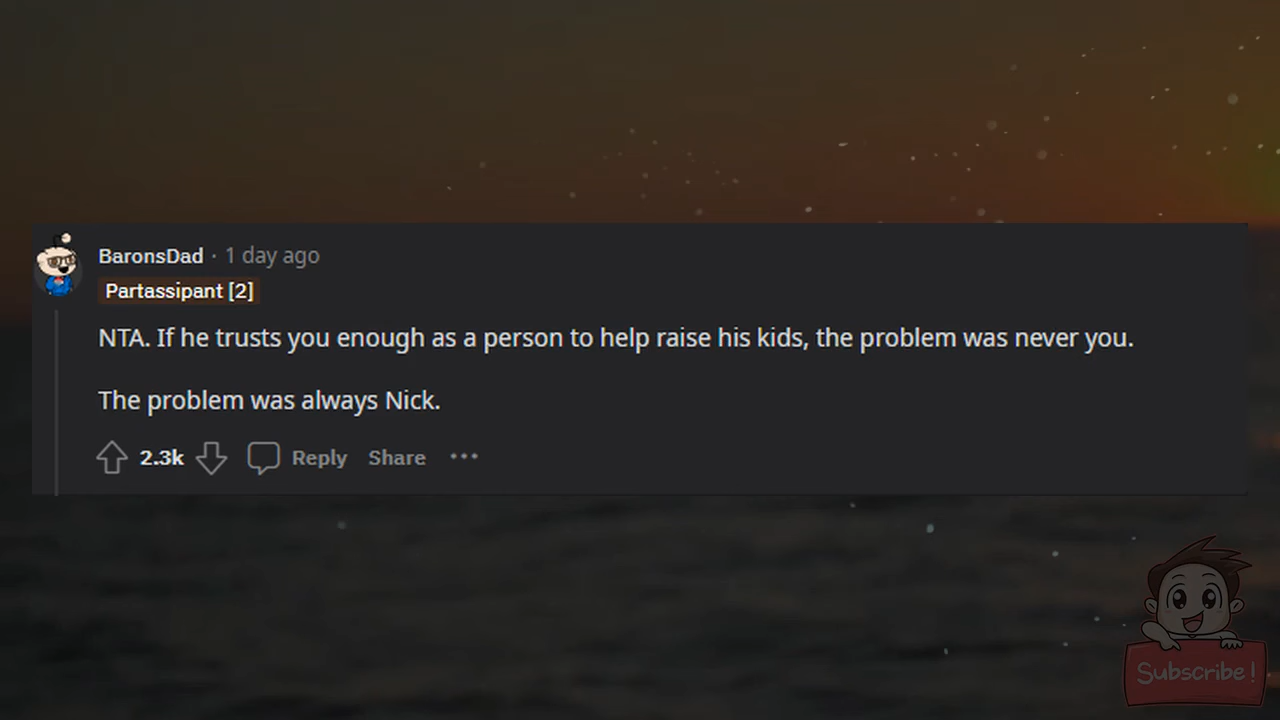 BaronsDad · 1 day ago
Partassipant [2]
NTA. If he trusts you enough as a person to help raise his kids, the problem was never you.
The problem was always Nick.
2.3k Reply Share ···
Subscribe!